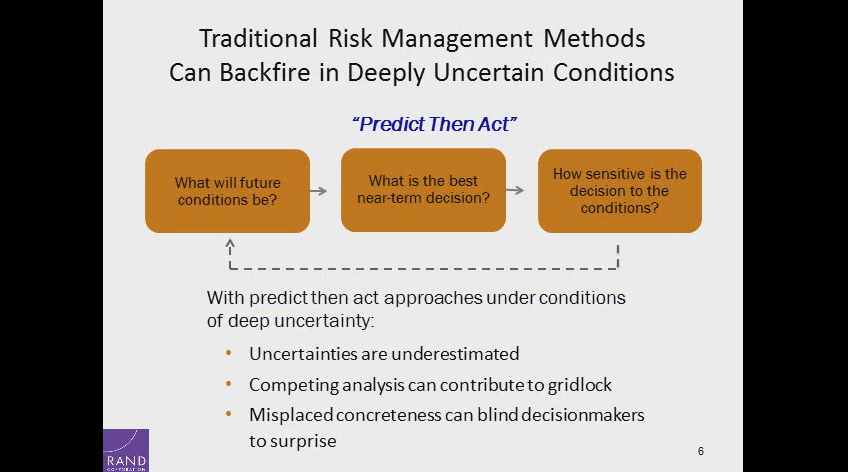 Traditional Risk Management Methods
Can Backfire in Deeply Uncertain Conditions
“Predict Then Act”
What will future
conditions be?
What is the best
near-term decision?
How sensitive is the
decision to the
conditions?
With predict then act approaches under conditions
of deep uncertainty:
• Uncertainties are underestimated
• Competing analysis can contribute to gridlock
• Misplaced concreteness can blind decisionmakers
to surprise
RAND
CORPORATION
6